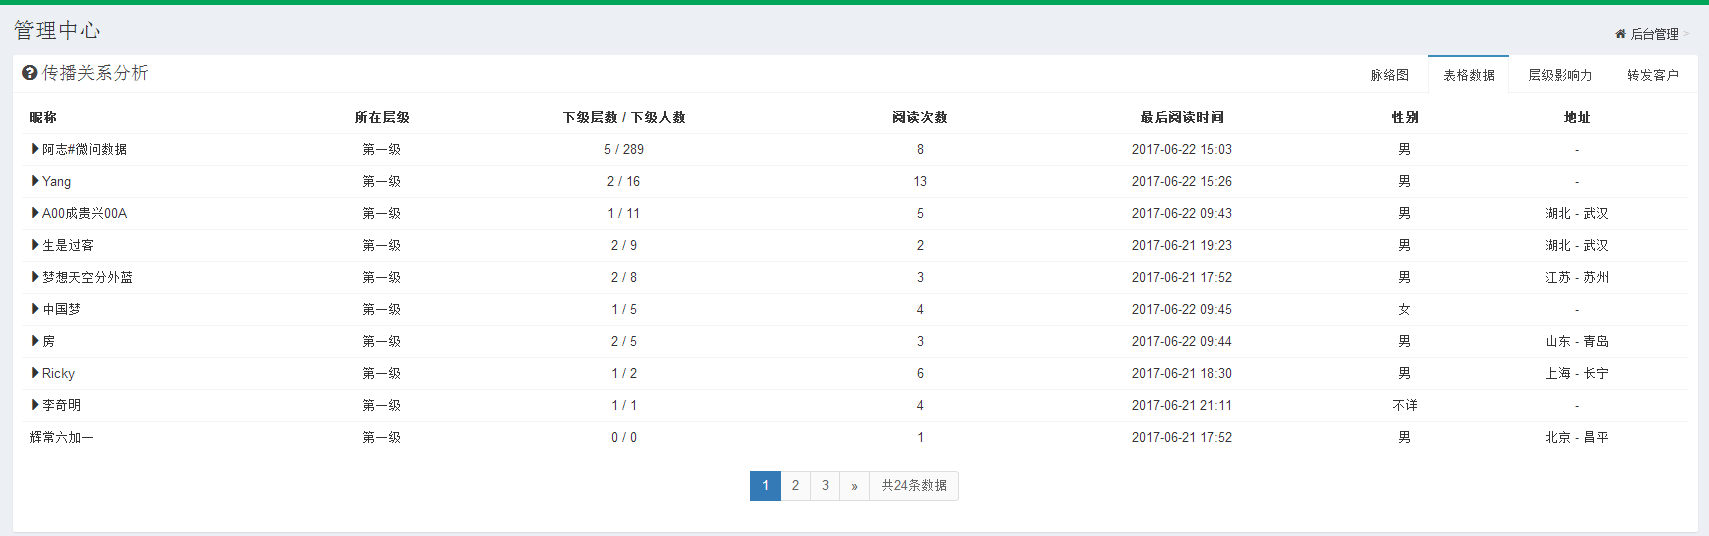 管理中心
后台管理 >
传播关系分析
脉络图 表格数据 层级影响力 转发客户
昵称 所在层级 下级层数 / 下级人数 阅读次数 最后阅读时间 性别 地址
阿志#微问数据 第一级 5 / 289 8 2017-06-22 15:03 男 -
Yang 第一级 2 / 16 13 2017-06-22 15:26 男 -
A00成贵兴00A 第一级 1 / 11 5 2017-06-22 09:43 男 湖北 - 武汉
生是过客 第一级 2 / 9 2 2017-06-21 19:23 男 湖北 - 武汉
梦想天空分外蓝 第一级 2 / 8 3 2017-06-21 17:52 男 江苏 - 苏州
中国梦 第一级 1 / 5 4 2017-06-22 09:45 女 -
房 第一级 2 / 5 3 2017-06-22 09:44 男 山东 - 青岛
Ricky 第一级 1 / 2 6 2017-06-21 18:30 男 上海 - 长宁
李奇明 第一级 1 / 1 4 2017-06-21 21:11 不详 -
辉常六加一 第一级 0 / 0 1 2017-06-21 17:52 男 北京 - 昌平
1 2 3 » 共24条数据